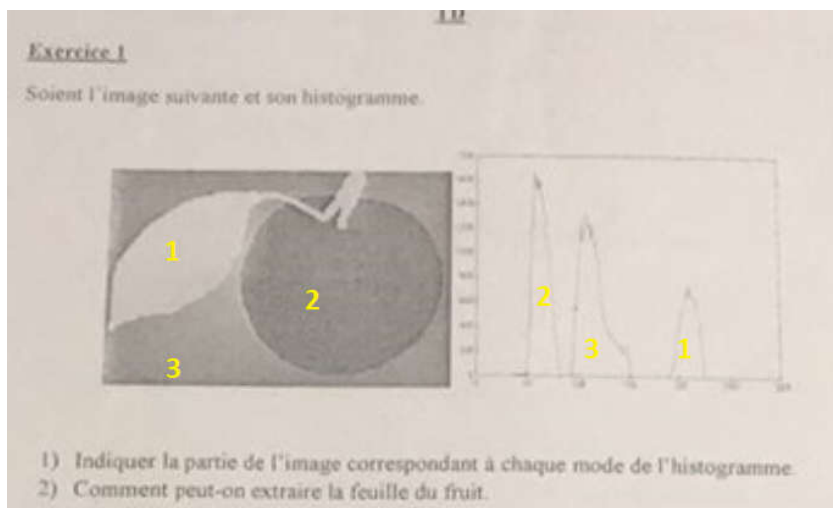 TD
Exercice 1
Soient l'image suivante et son histogramme.
1
2
3
2
3
1
1) Indiquer la partie de l'image correspondant à chaque mode de l'histogramme.
2) Comment peut-on extraire la feuille du fruit.